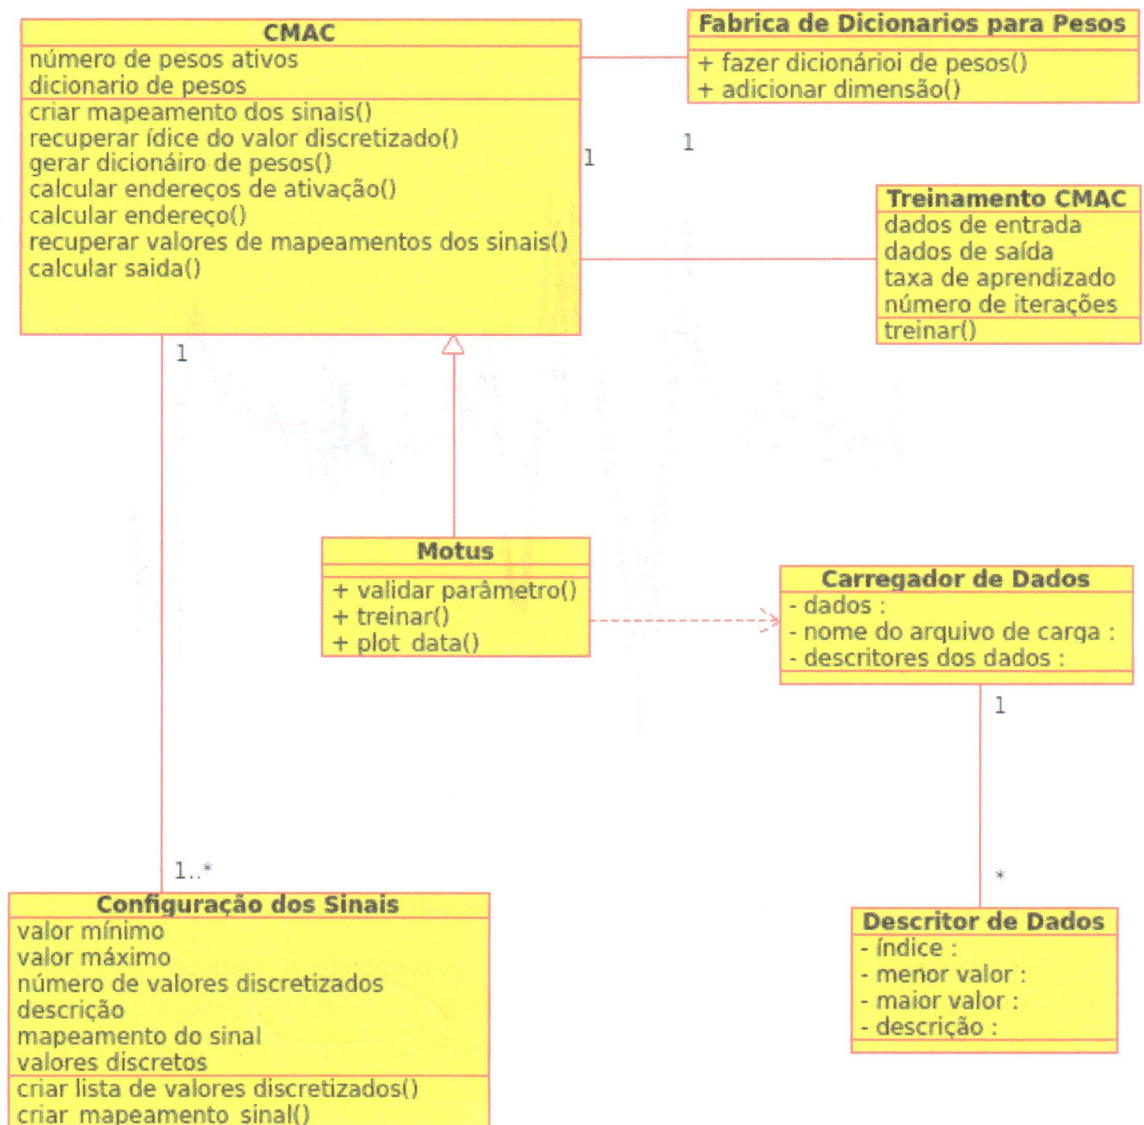 CMAC
número de pesos ativos
dicionario de pesos
criar mapeamento dos sinais()
recuperar ídice do valor discretizado()
gerar dicionáiro de pesos()
calcular endereços de ativação()
calcular endereço()
recuperar valores de mapeamentos dos sinais()
calcular saida()
Fabrica de Dicionarios para Pesos
+ fazer dicionárioi de pesos()
+ adicionar dimensão()
1
1
Treinamento CMAC
dados de entrada
dados de saída
taxa de aprendizado
número de iterações
treinar()
1
Motus
+ validar parâmetro()
+ treinar()
+ plot_data()
Carregador de Dados
- dados :
- nome do arquivo de carga :
- descritores dos dados :
1
1..*
*
Configuração dos Sinais
valor mínimo
valor máximo
número de valores discretizados
descrição
mapeamento do sinal
valores discretos
criar lista de valores discretizados()
criar_mapeamento_sinal()
Descritor de Dados
- índice :
- menor valor :
- maior valor :
- descrição :